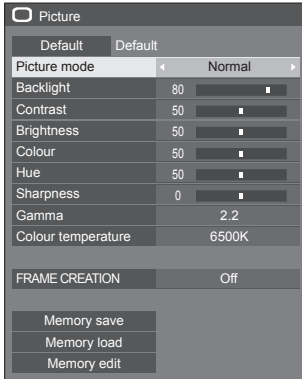 Picture
Default Default
Picture mode Normal
Backlight 80
Contrast 50
Brightness 50
Colour 50
Hue 50
Sharpness 0
Gamma 2.2
Colour temperature 6500K
FRAME CREATION Off
Memory save
Memory load
Memory edit